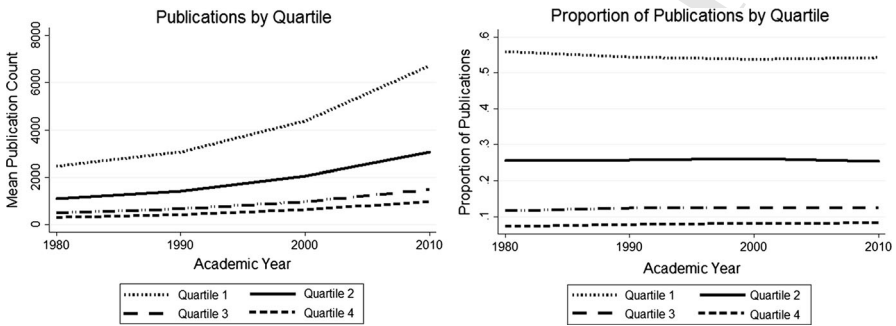 Publications by Quartile
Mean Publication Count
8000
6000
4000
2000
0
1980 1990 2000 2010
Academic Year
Quartile 1 Quartile 2
Quartile 3 Quartile 4
Proportion of Publications by Quartile
Proportion of Publications
.6
.5
.3
.2
.1
1980 1990 2000 2010
Academic Year
Quartile 1 Quartile 2
Quartile 3 Quartile 4